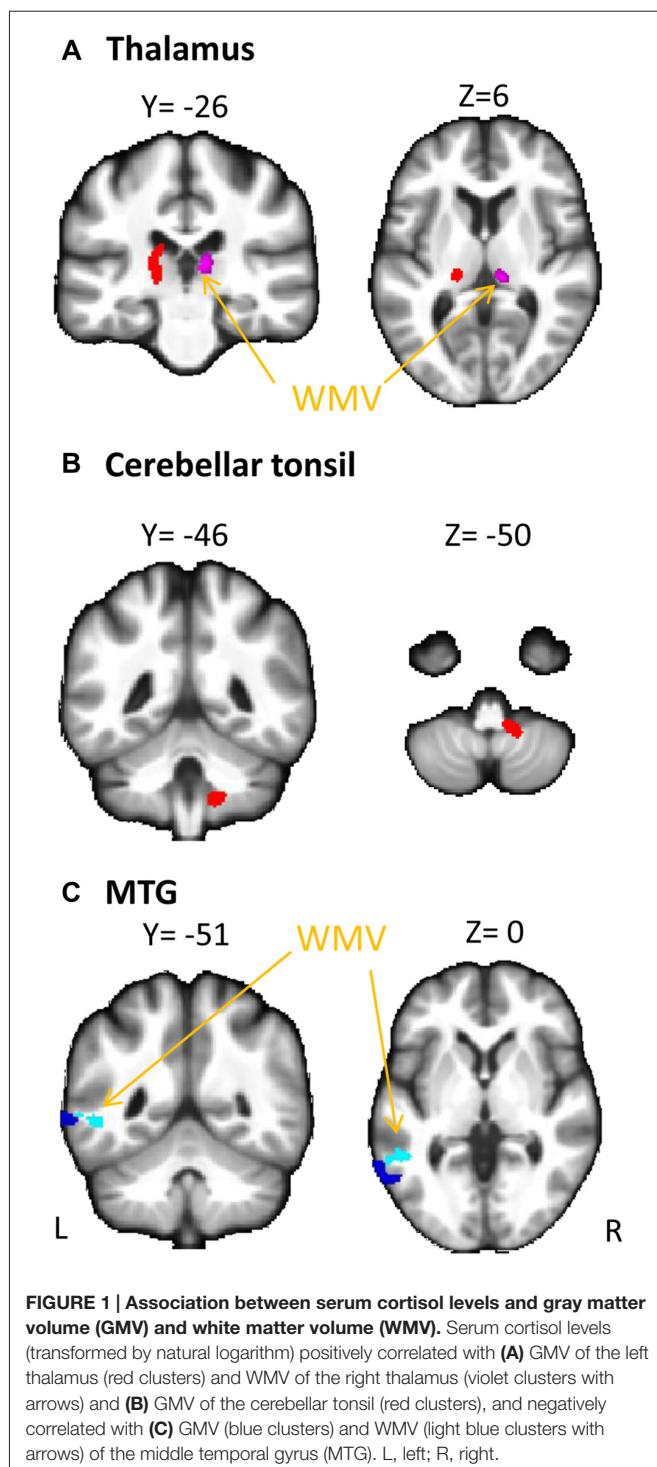 A Thalamus
Y= -26 Z=6
WMV
B Cerebellar tonsil
Y= -46 Z= -50
C MTG
Y= -51 WMV Z= 0
L R
FIGURE 1 | Association between serum cortisol levels and gray matter
volume (GMV) and white matter volume (WMV). Serum cortisol levels
(transformed by natural logarithm) positively correlated with (A) GMV of the left
thalamus (red clusters) and WMV of the right thalamus (violet clusters with
arrows) and (B) GMV of the cerebellar tonsil (red clusters), and negatively
correlated with (C) GMV (blue clusters) and WMV (light blue clusters with
arrows) of the middle temporal gyrus (MTG). L, left; R, right.